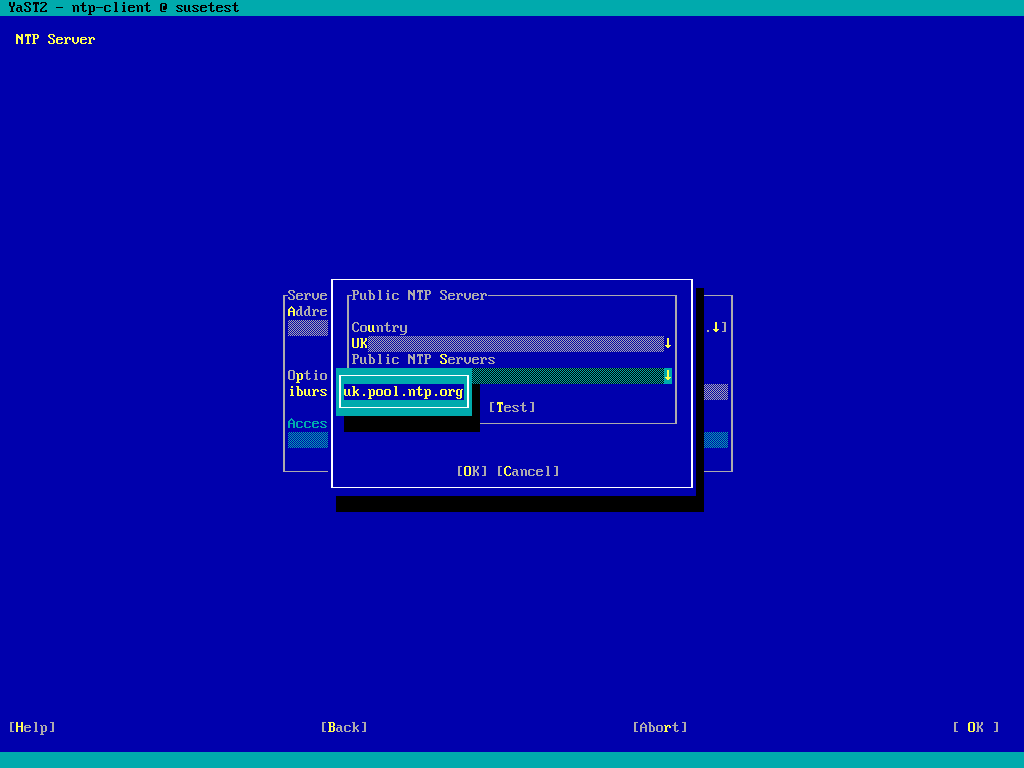 YaST2 - ntp-client @ susetest
NTP Server
Serve
Public NTP Server
Addre
Country
.↓]
UK ↓
Public NTP Servers
Optio
↓
iburs
uk.pool.ntp.org
[Test]
Acces
[OK] [Cancel]
[Help] [Back] [Abort] [ OK ]